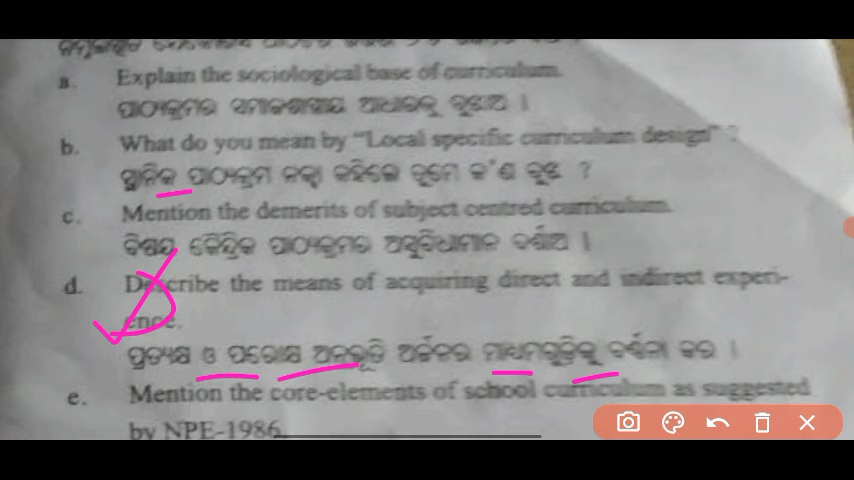 a. Explain the sociological base of curriculum.
ପାଠ୍ୟକ୍ରମର ସମାଜଶାସ୍ତ୍ରୀୟ ଆଧାରକୁ ବୁଝାଅ ।
b. What do you mean by “Local specific curriculum design” ?
ସ୍ଥାନିକ ପାଠ୍ୟକ୍ରମ ନକ୍ସା କହିଲେ ତୁମେ କ'ଣ ବୁଝ ?
c. Mention the demerits of subject centred curriculum.
ବିଷୟ କୈନ୍ଦ୍ରିକ ପାଠ୍ୟକ୍ରମର ଅସୁବିଧାମାନ ଦର୍ଶାଅ ।
d. Describe the means of acquiring direct and indirect experi-
ence.
ପ୍ରତ୍ୟକ୍ଷ ଓ ପରୋକ୍ଷ ଅନୁଭୂତି ଅର୍ଜନର ମାଧ୍ୟମଗୁଡ଼ିକୁ ବର୍ଣ୍ଣନା କର ।
e. Mention the core-elements of school curriculum as suggested
by NPE-1986.